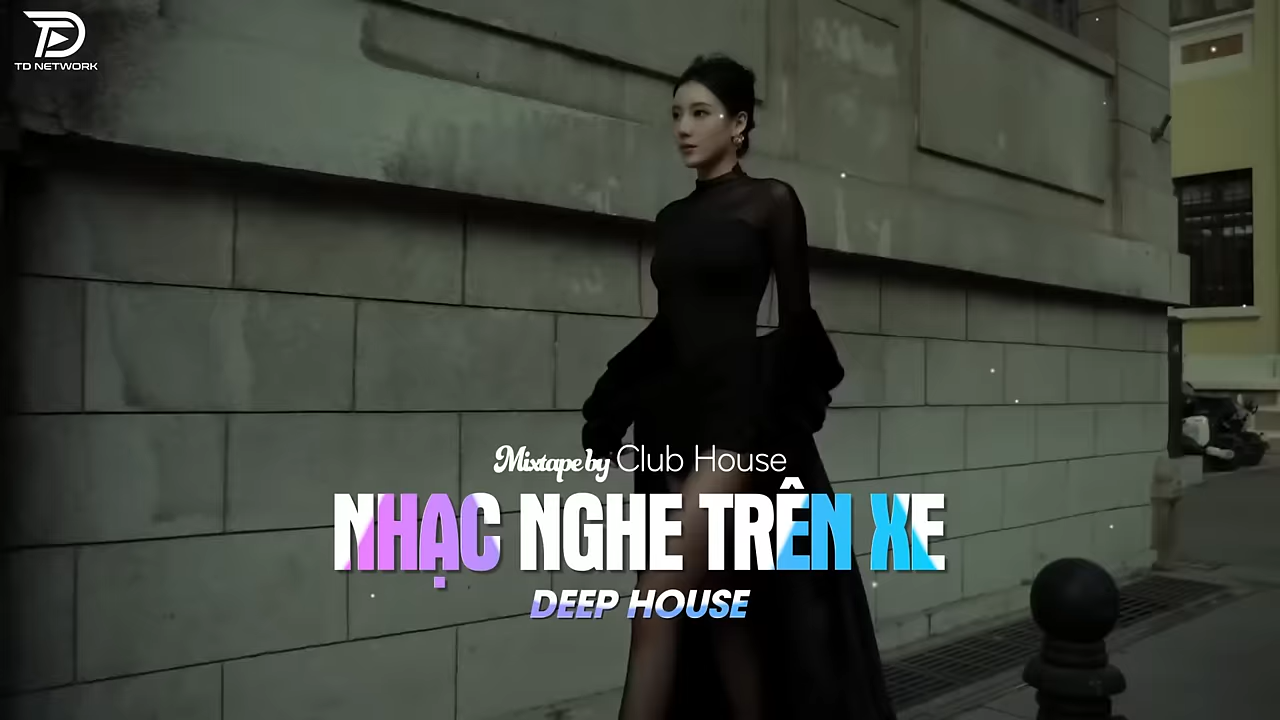 TD NETWORK
Mixtape by Club House
NHẠC NGHE TRÊN XE
DEEP HOUSE